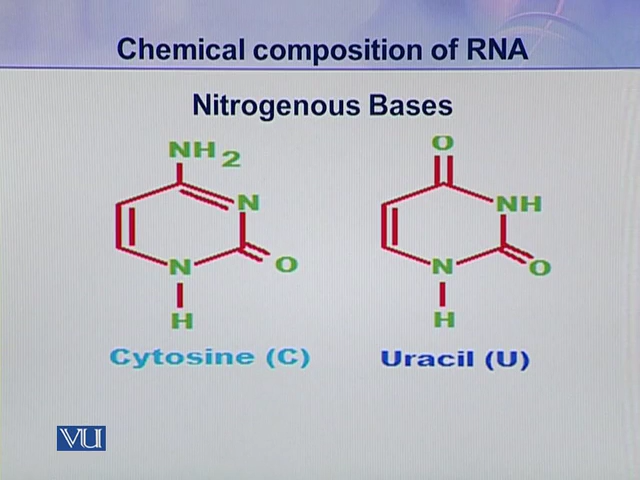 Chemical composition of RNA
Nitrogenous Bases
NH2
O
N
NH
O
O
N
N
H
H
Cytosine (C)
Uracil (U)
VU